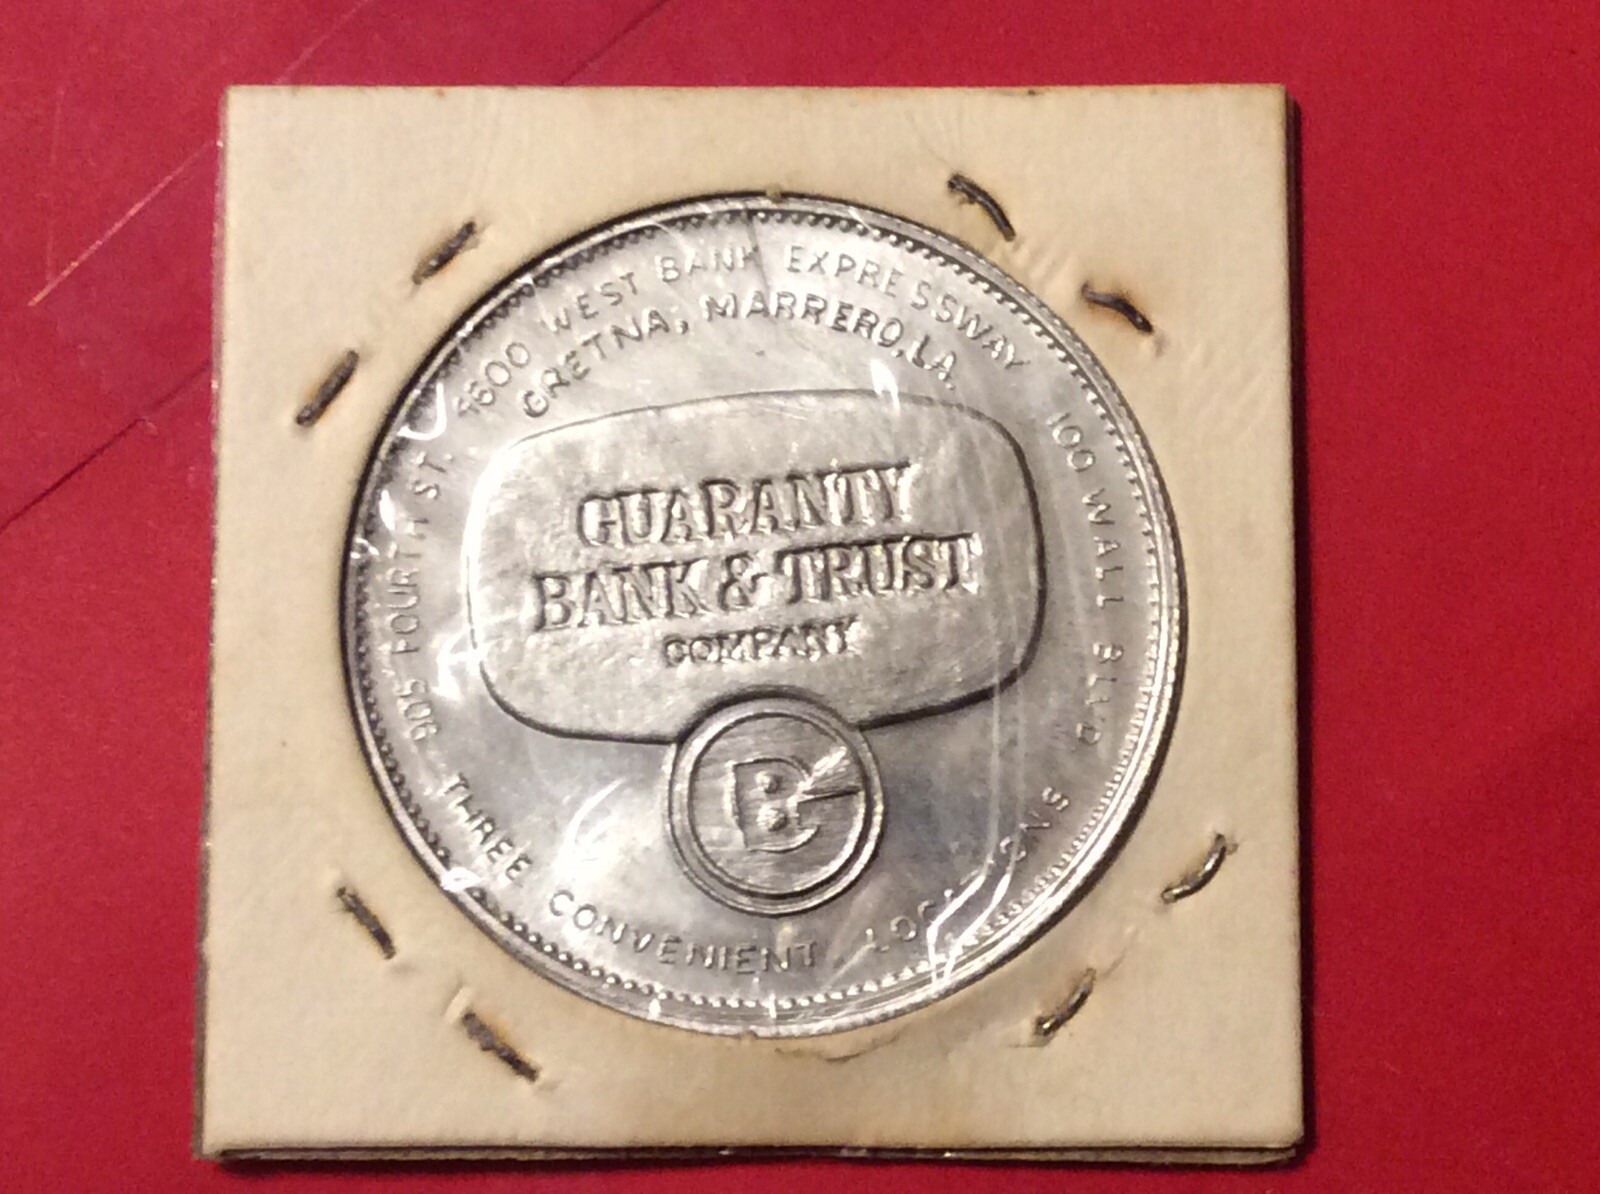 4600 WEST BANK EXPRESSWAY
GRETNA, MARRERO, LA.
100 WALL BLVD
905 FOURTH ST.
GUARANTY
BANK & TRUST
COMPANY
B
THREE CONVENIENT LOCATIONS